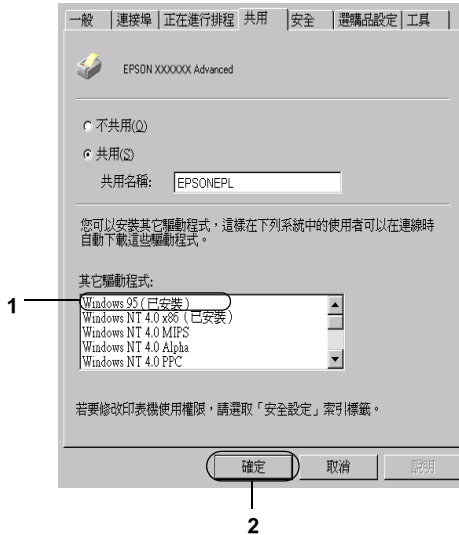 一般 連接埠 正在進行排程 共用 安全 選購品設定 工具
EPSON XXXXXX Advanced
不共用(O)
共用(S)
共用名稱: EPSONEPL
您可以安裝其它驅動程式，這樣在下列系統中的使用者可以在連線時
自動下載這些驅動程式。
其它驅動程式:
1
Windows 95 (已安裝)
Windows NT 4.0 x86 (已安裝)
Windows NT 4.0 MIPS
Windows NT 4.0 Alpha
Windows NT 4.0 PPC
若要修改印表機使用權限，請選取「安全設定」索引標籤。
確定 取消 說明
2